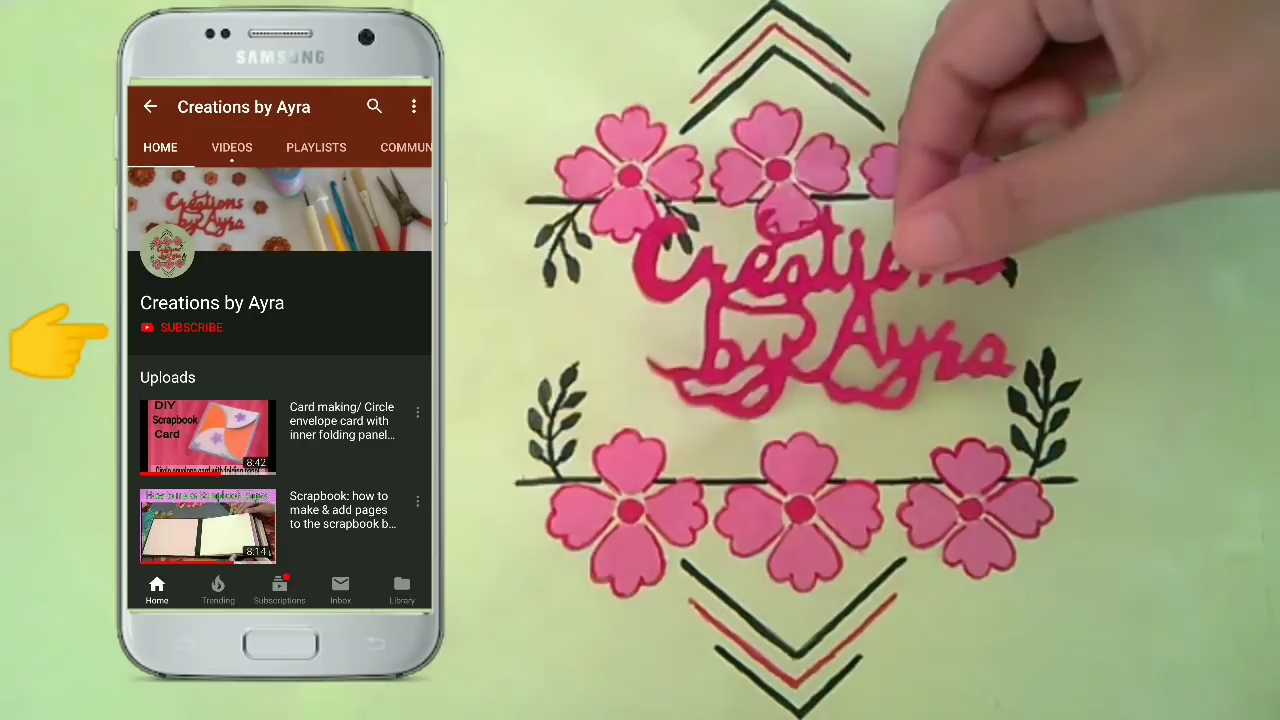 SAMSUNG
Creations by Ayra
HOME VIDEOS PLAYLISTS COMMUN
Creations
by Ayra
Creations by Ayra
SUBSCRIBE
Uploads
DIY
Scrapbook
Card
8:42
Card making/ Circle
envelope card with
inner folding panel...
8:14
Scrapbook: how to
make & add pages
to the scrapbook b...
Home Trending Subscriptions Inbox Library
Creations
by Ayra